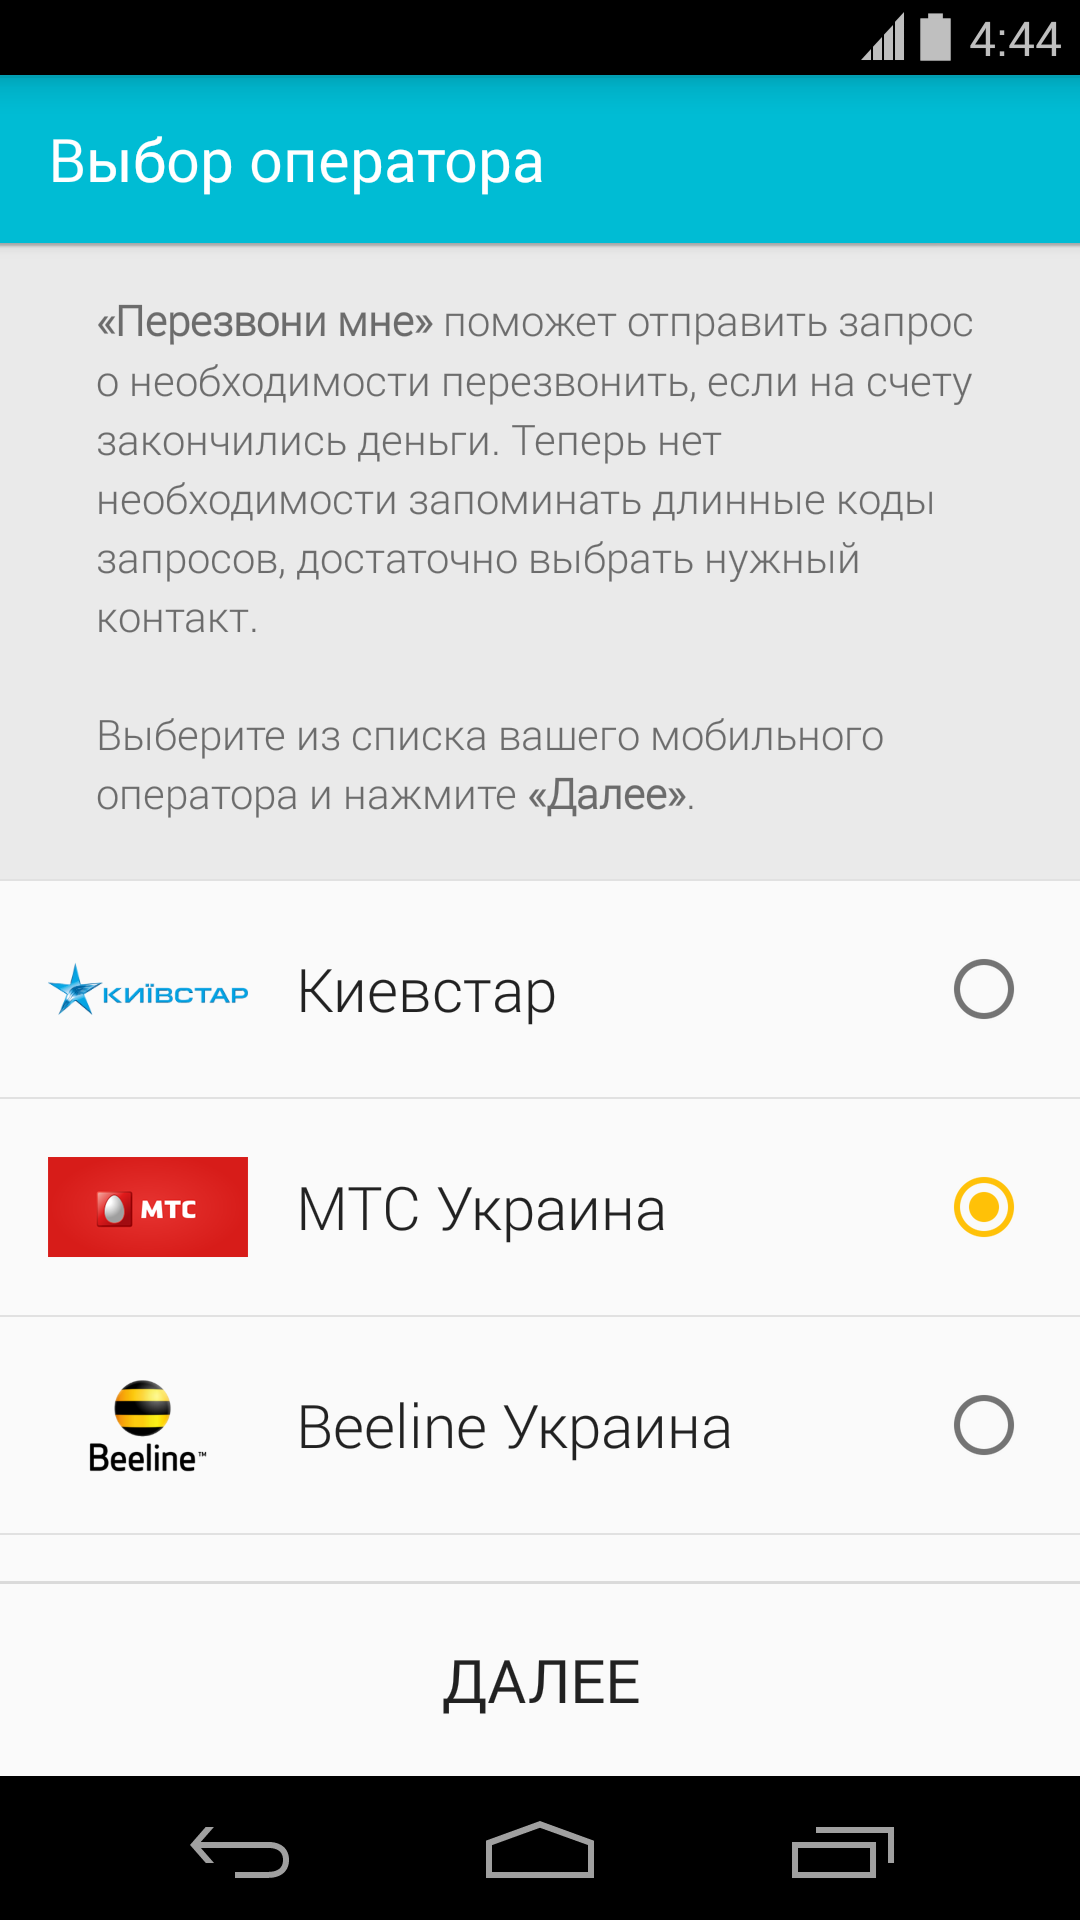 4:44
Выбор оператора
«Перезвони мне» поможет отправить запрос
о необходимости перезвонить, если на счету
закончились деньги. Теперь нет
необходимости запоминать длинные коды
запросов, достаточно выбрать нужный
контакт.
Выберите из списка вашего мобильного
оператора и нажмите «Далее».
КИЇВСТАР Киевстар
МТС МТС Украина
Beeline™ Beeline Украина
ДАЛЕЕ